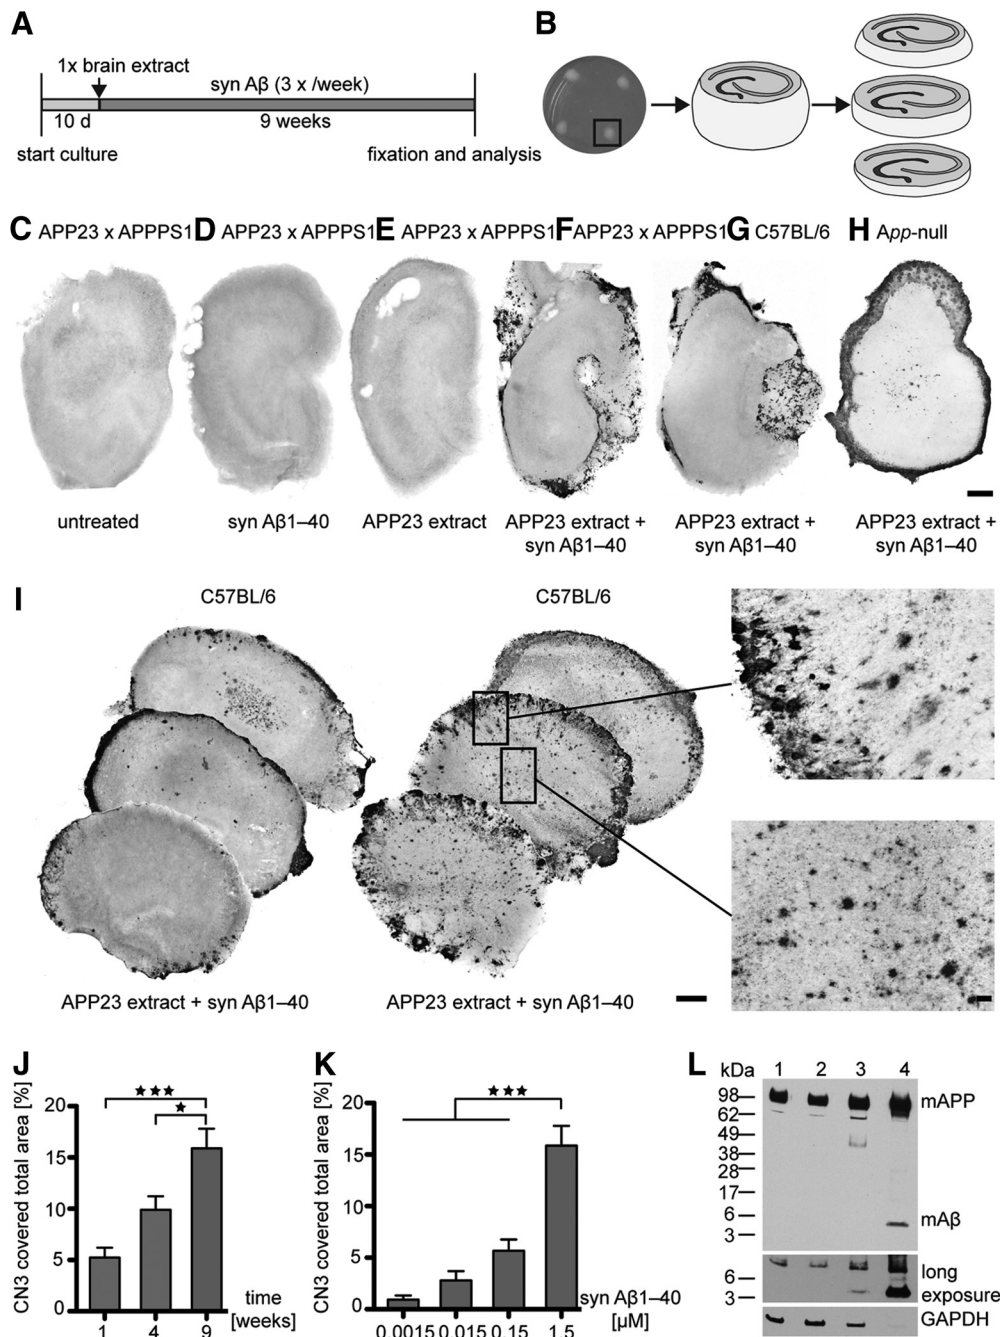 A
1x brain extract
syn Aβ (3 x /week)
10 d
9 weeks
start culture
fixation and analysis
B
C APP23 x APPPS1
D APP23 x APPPS1
E APP23 x APPPS1
F APP23 x APPPS1
G C57BL/6
H App-null
untreated
syn Aβ1–40
APP23 extract
APP23 extract +
syn Aβ1–40
APP23 extract +
syn Aβ1–40
APP23 extract +
syn Aβ1–40
I
C57BL/6
C57BL/6
APP23 extract + syn Aβ1–40
APP23 extract + syn Aβ1–40
J
CN3 covered total area [%]
★★★
★
20
15
10
5
0
1 4 9
time
[weeks]
K
CN3 covered total area [%]
★★★
20
15
10
5
0
0.0015 0.015 0.15 1.5
syn Aβ1–40
[µM]
L
kDa 1 2 3 4
98
62
49
38
28
17
6
3
mAPP
mAβ
6
3
long
exposure
GAPDH